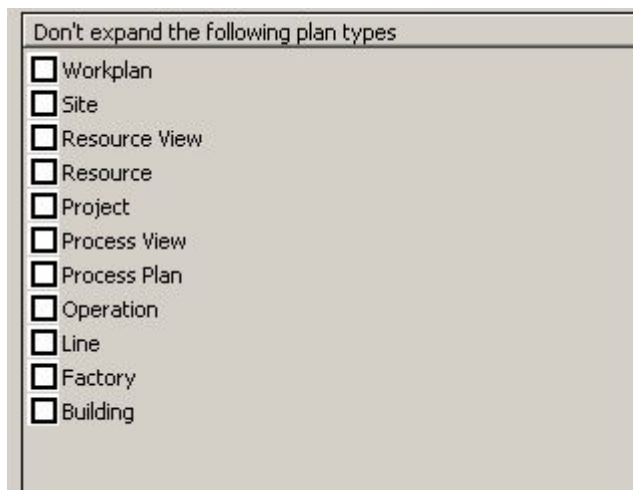 Don't expand the following plan types
Workplan
Site
Resource View
Resource
Project
Process View
Process Plan
Operation
Line
Factory
Building